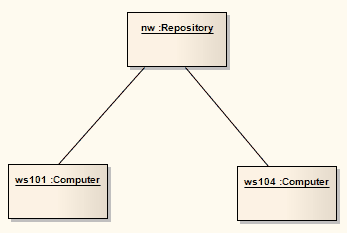 nw :Repository
ws101 :Computer
ws104 :Computer